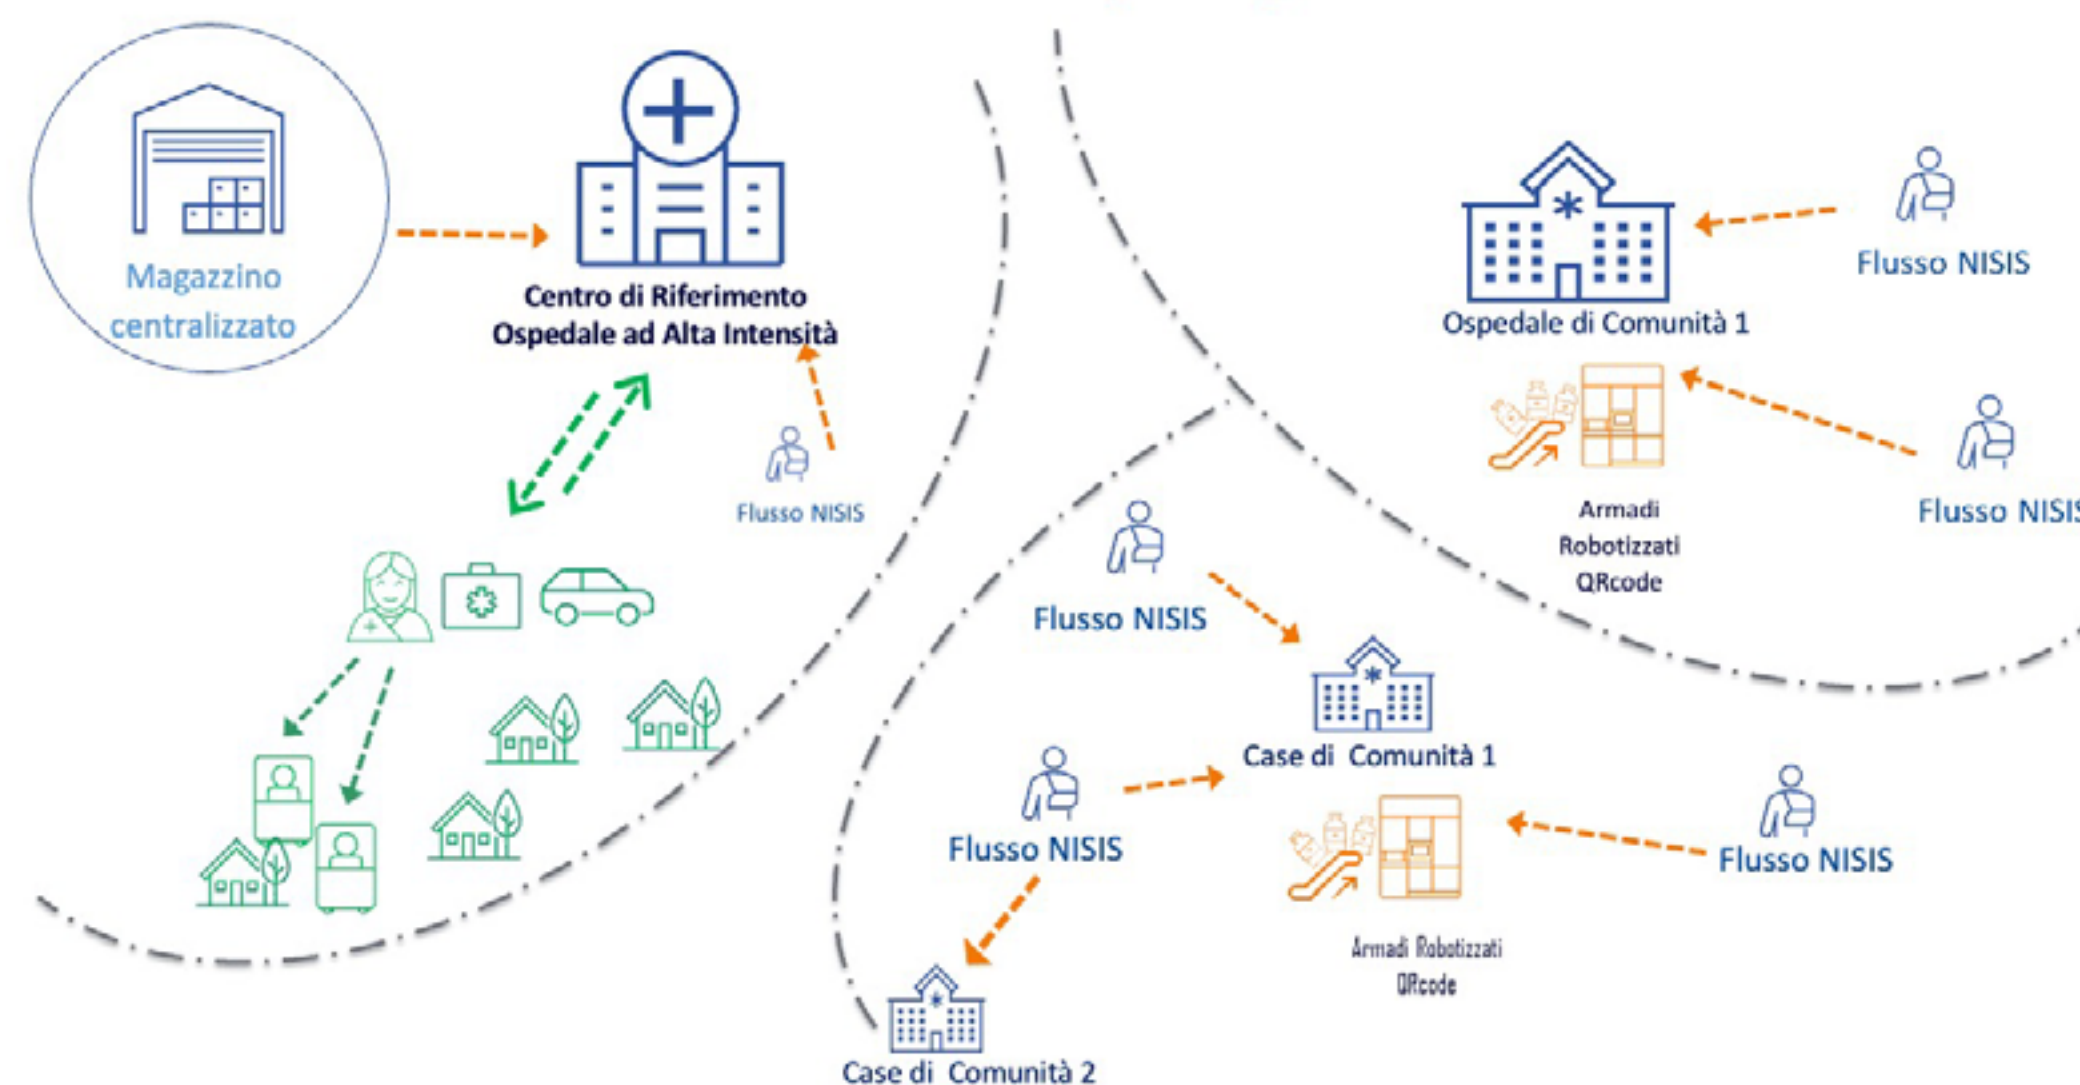 Magazzino
centralizzato
Centro di Riferimento
Ospedale ad Alta Intensità
Flusso NISIS
Ospedale di Comunità 1
Flusso NISIS
Flusso NISIS
Armadi
Robotizzati
QRcode
Flusso NISIS
Case di Comunità 1
Flusso NISIS
Flusso NISIS
Armadi Robotizzati
QRcode
Case di Comunità 2